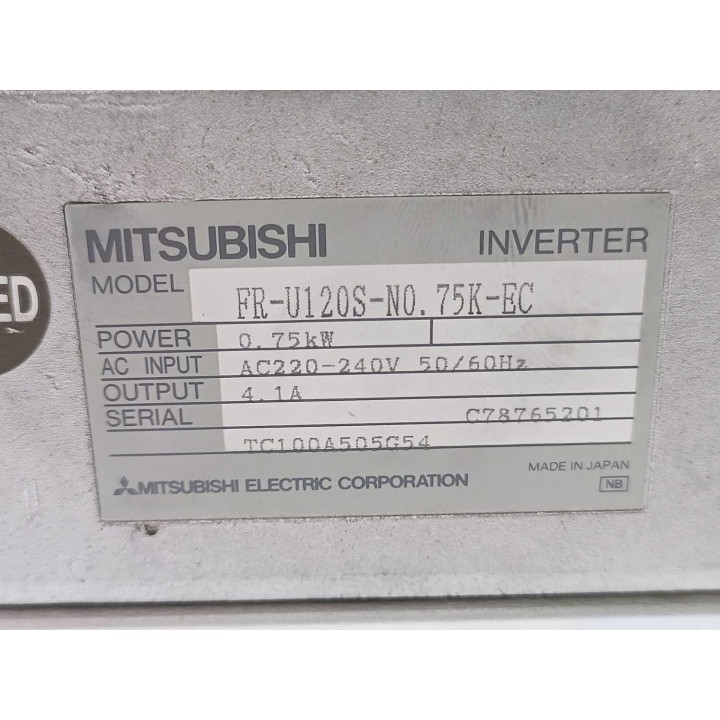 MITSUBISHI INVERTER
MODEL FR-U120S-N0.75K-EC
POWER 0.75kW
AC INPUT AC220-240V 50/60Hz
OUTPUT 4.1A
SERIAL C78765201
TC100A505G54
MITSUBISHI ELECTRIC CORPORATION
MADE IN JAPAN
NB
ED